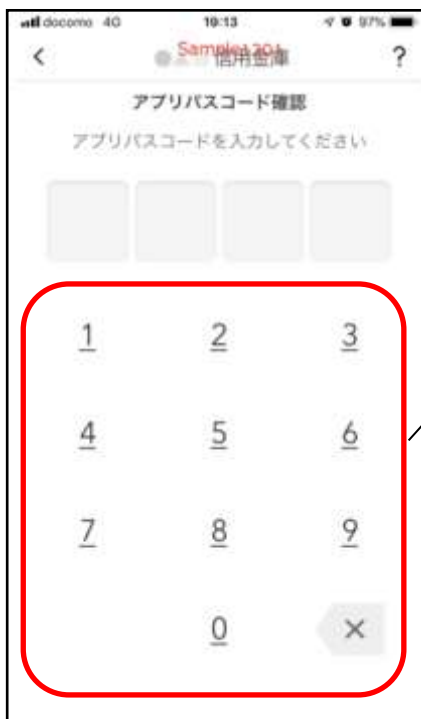 docomo 4G 19:13 97%
信用金庫
?
アプリパスコード確認
アプリパスコードを入力してください
1 2 3
4 5 6
7 8 9
0 ×